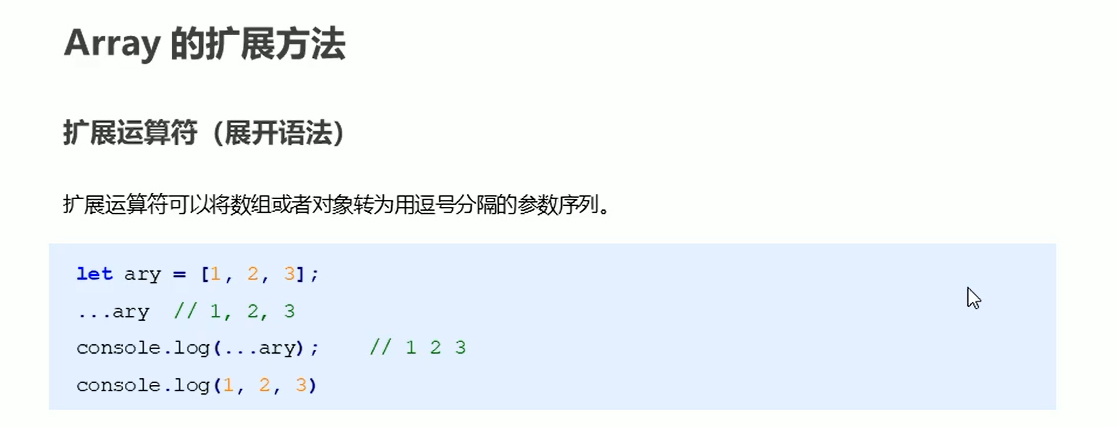 Array 的扩展方法
扩展运算符（展开语法）
扩展运算符可以将数组或者对象转为用逗号分隔的参数序列。
let ary = [1, 2, 3];
...ary  // 1, 2, 3
console.log(...ary);    // 1 2 3
console.log(1, 2, 3)